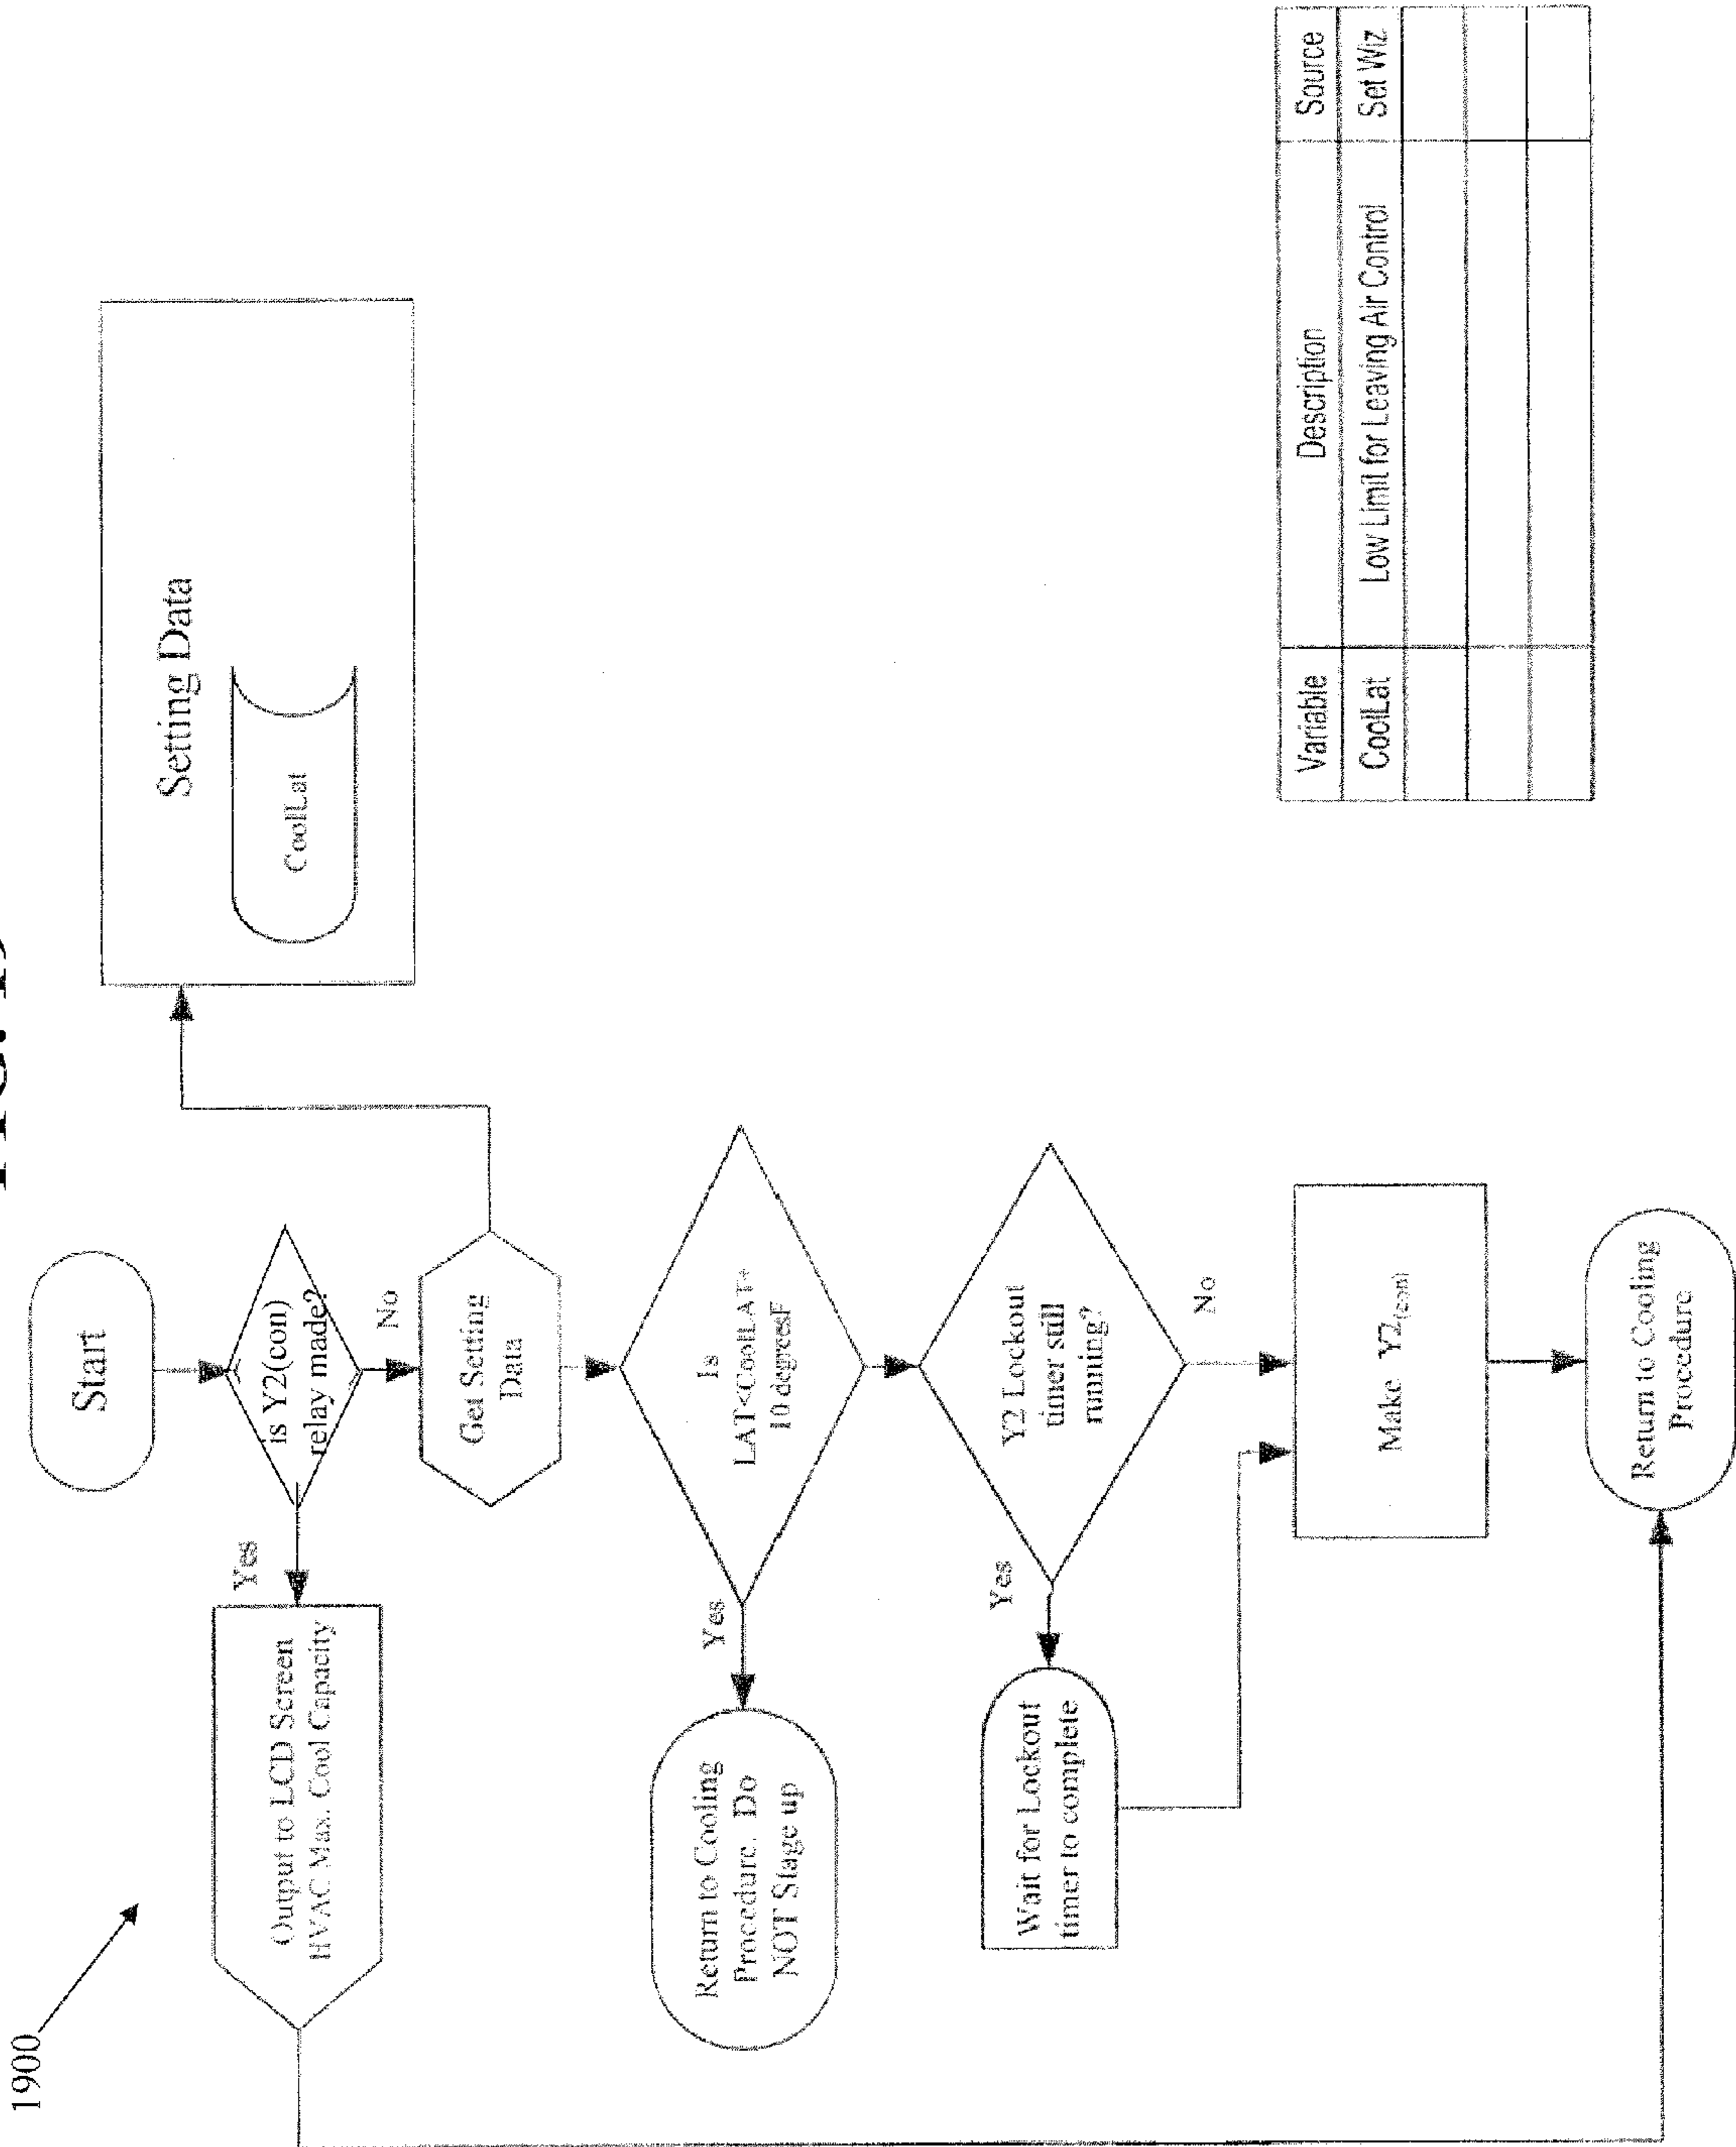 1900
Start
is Y2(con)
relay made?
Yes
No
Output to LCD Screen
HVAC Max. Cool Capacity
Get Setting
Data
Setting Data
CoolLat
Is
LAT<CoolLAT+
10 degreesF
Yes
Return to Cooling
Procedure. Do
NOT Stage up
Y2 Lockout
timer still
running?
Yes
No
Wait for Lockout
timer to complete
Make Y2(con)
Return to Cooling
Procedure
Variable Description Source
CoolLat Low Limit for Leaving Air Control Set Wiz